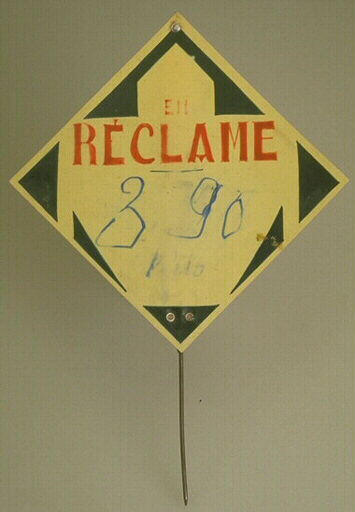 EN
RÉCLAME
3 90
Kilo